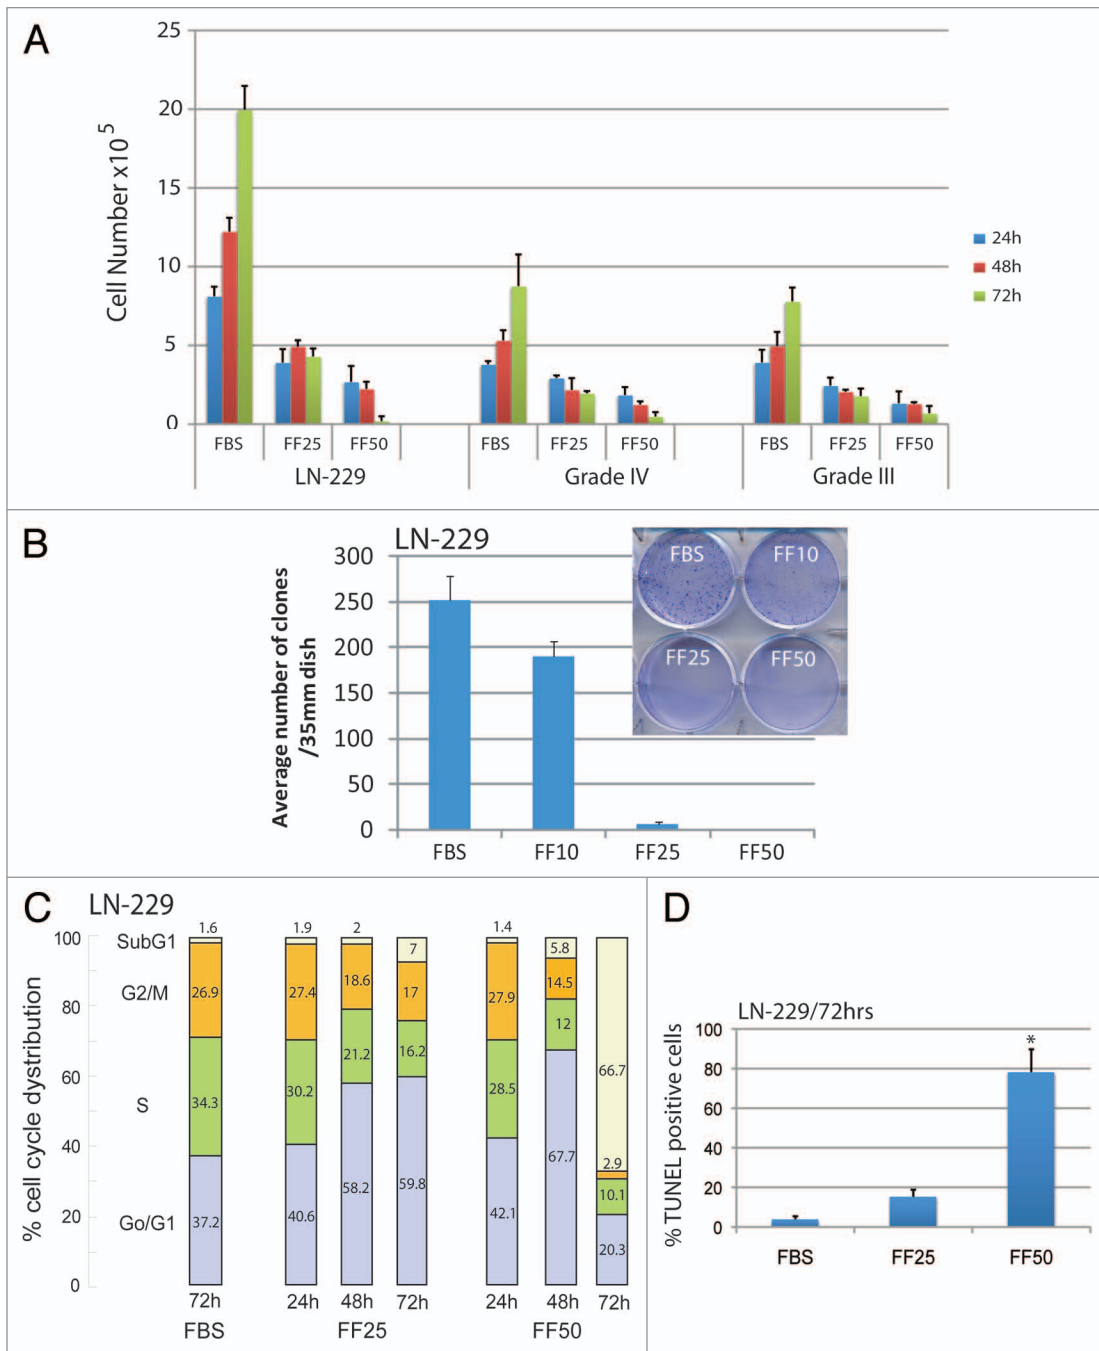 A
25
20
15
10
5
0
Cell Number x10 5
24h
48h
72h
FBS FF25 FF50 FBS FF25 FF50 FBS FF25 FF50
LN-229 Grade IV Grade III
B
LN-229
300
250
200
150
100
50
0
Average number of clones
/35mm dish
FBS FF10
FF25 FF50
FBS FF10 FF25 FF50
C
LN-229
% cell cycle dystribution
100
80
60
40
20
0
SubG1
G2/M
S
Go/G1
1.6 1.9 2 7 1.4 5.8 66.7
26.9 27.4 18.6 17 27.9 14.5 2.9
34.3 30.2 21.2 16.2 28.5 12 10.1
37.2 40.6 58.2 59.8 42.1 67.7 20.3
72h 24h 48h 72h 24h 48h 72h
FBS FF25 FF50
D
LN-229/72hrs
% TUNEL positive cells
100
80
60
40
20
0
*
FBS FF25 FF50